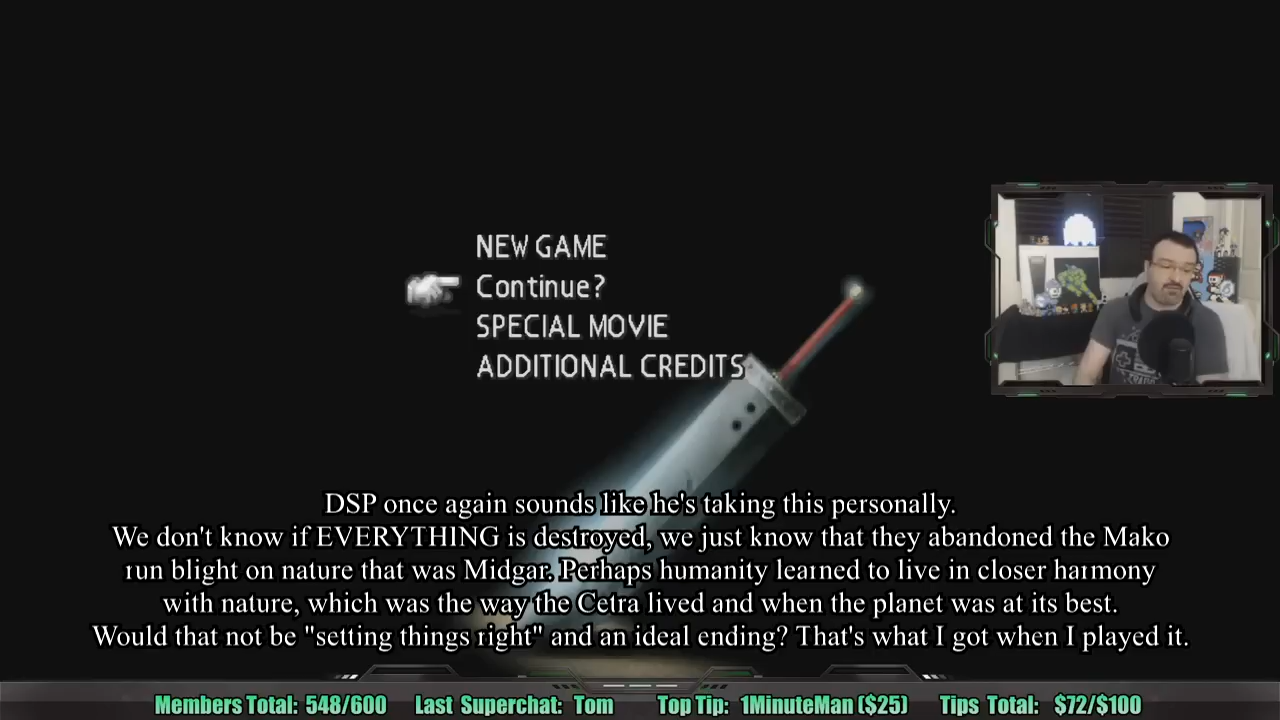 NEW GAME
Continue?
SPECIAL MOVIE
ADDITIONAL CREDITS
DSP once again sounds like he's taking this personally.
We don't know if EVERYTHING is destroyed, we just know that they abandoned the Mako
run blight on nature that was Midgar. Perhaps humanity learned to live in closer harmony
with nature, which was the way the Cetra lived and when the planet was at its best.
Would that not be "setting things right" and an ideal ending? That's what I got when I played it.
Members Total: 548/600 Last Superchat: Tom Top Tip: 1MinuteMan ($25) Tips Total: $72/$100